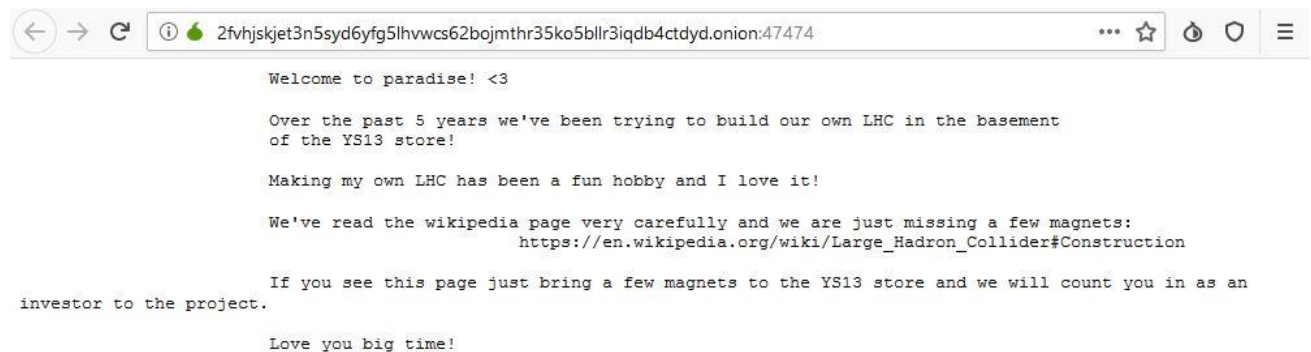 2fvhjskjet3n5syd6yfg5lhvwcs62bojmthr35ko5bllr3iqdb4ctdyd.onion:47474
Welcome to paradise! <3
Over the past 5 years we've been trying to build our own LHC in the basement
of the YS13 store!
Making my own LHC has been a fun hobby and I love it!
We've read the wikipedia page very carefully and we are just missing a few magnets:
https://en.wikipedia.org/wiki/Large_Hadron_Collider#Construction
If you see this page just bring a few magnets to the YS13 store and we will count you in as an
investor to the project.
Love you big time!